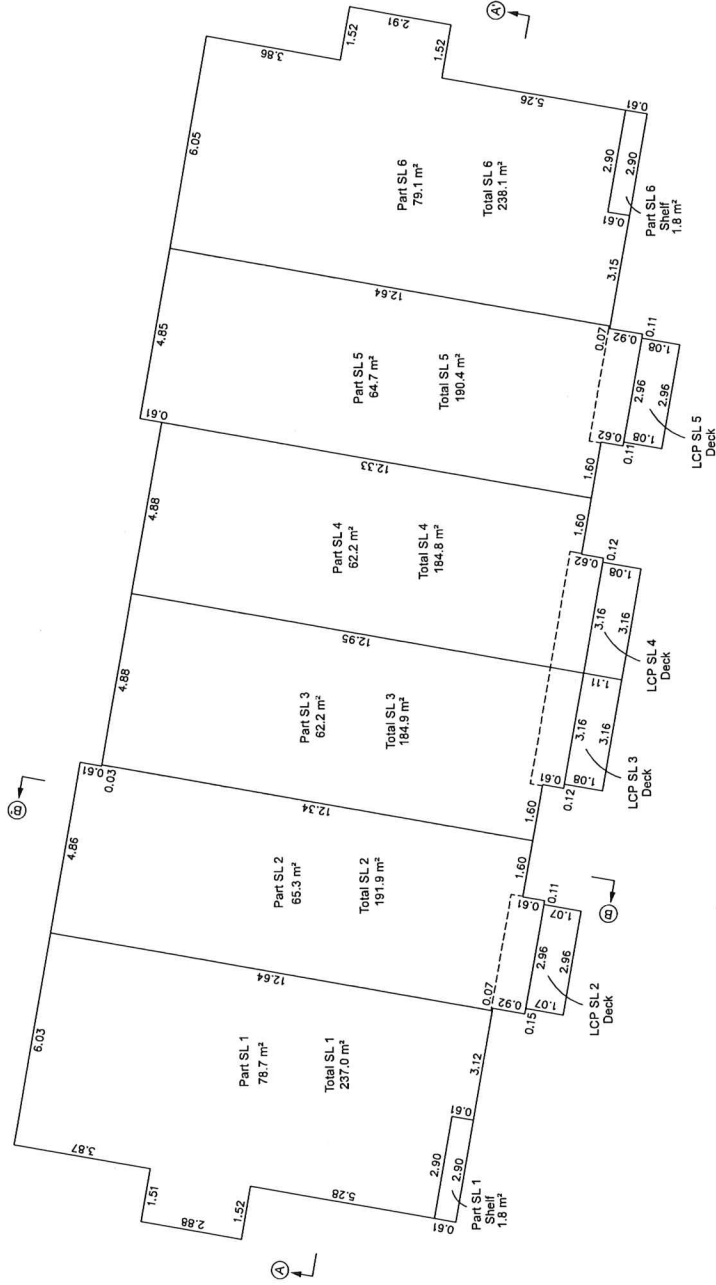 A'
1.52
2.91
1.52
3.86
5.26
0.61
6.05
2.90
2.90
0.61
Part SL 6
79.1 m²
Total SL 6
238.1 m²
Part SL 6
Shelf
1.8 m²
3.15
12.64
4.85
0.61
Part SL 5
64.7 m²
Total SL 5
190.4 m²
0.07
0.92
0.11
1.08
2.96
2.96
0.62
0.11
1.08
LCP SL 5
Deck
1.60
12.33
4.88
Part SL 4
62.2 m²
Total SL 4
184.8 m²
1.60
0.62
0.12
1.08
3.16
3.16
LCP SL 4
Deck
12.95
1.11
4.88
Part SL 3
62.2 m²
Total SL 3
184.9 m²
3.16
3.16
0.61
0.12
1.08
LCP SL 3
Deck
1.60
B'
0.61
0.03
12.34
4.86
Part SL 2
65.3 m²
Total SL 2
191.9 m²
1.60
0.61
0.11
1.07
B
2.96
2.96
0.07
0.92
0.15
1.07
LCP SL 2
Deck
12.64
6.03
Part SL 1
78.7 m²
Total SL 1
237.0 m²
3.12
0.61
2.90
2.90
0.61
Part SL 1
Shelf
1.8 m²
3.87
1.51
2.88
1.52
5.28
A